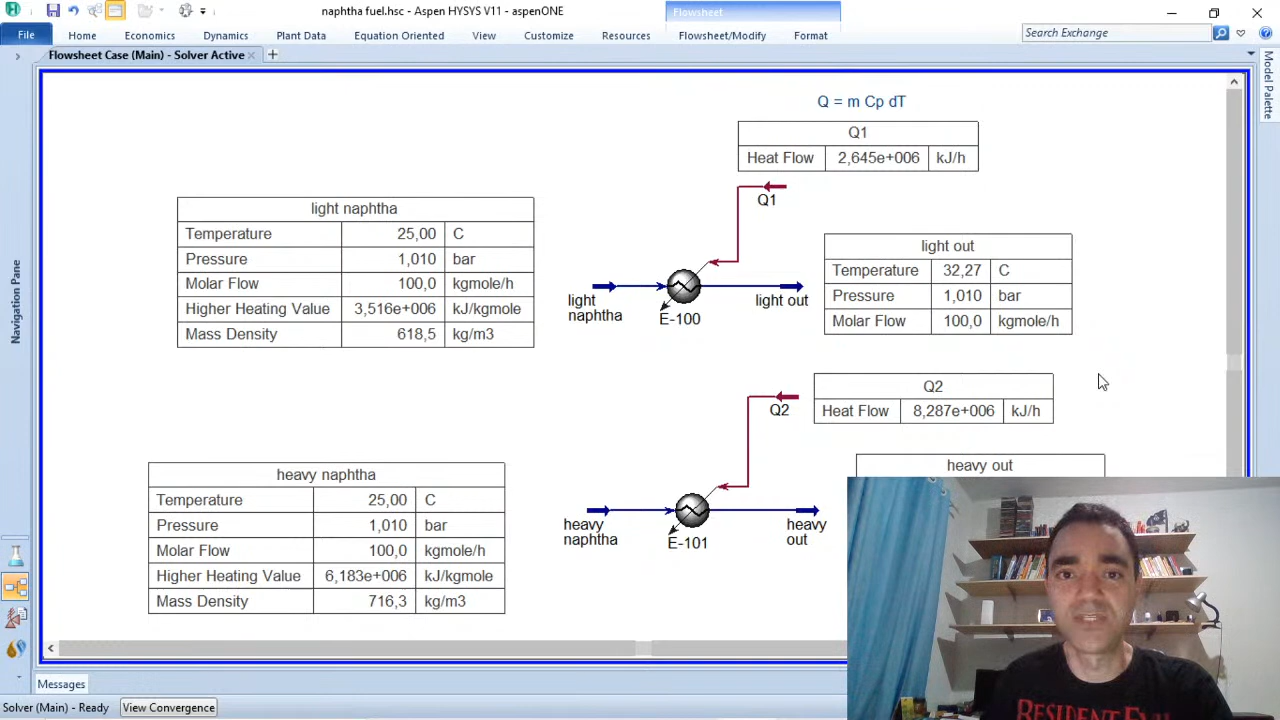 naphtha fuel.hsc - Aspen HYSYS V11 - aspenONE
Flowsheet
File Home Economics Dynamics Plant Data Equation Oriented View Customize Resources Flowsheet/Modify Format
Search Exchange
Flowsheet Case (Main) - Solver Active
Model Palette
Navigation Pane
Q = m Cp dT
Q1
Heat Flow 2,645e+006 kJ/h
Q1
light naphtha
Temperature 25,00 C
Pressure 1,010 bar
Molar Flow 100,0 kgmole/h
Higher Heating Value 3,516e+006 kJ/kgmole
Mass Density 618,5 kg/m3
light
naphtha
E-100
light out
light out
Temperature 32,27 C
Pressure 1,010 bar
Molar Flow 100,0 kgmole/h
Q2
Heat Flow 8,287e+006 kJ/h
Q2
heavy naphtha
Temperature 25,00 C
Pressure 1,010 bar
Molar Flow 100,0 kgmole/h
Higher Heating Value 6,183e+006 kJ/kgmole
Mass Density 716,3 kg/m3
heavy
naphtha
E-101
heavy
out
heavy out
Messages
Solver (Main) - Ready View Convergence
RESIDENT EVIL